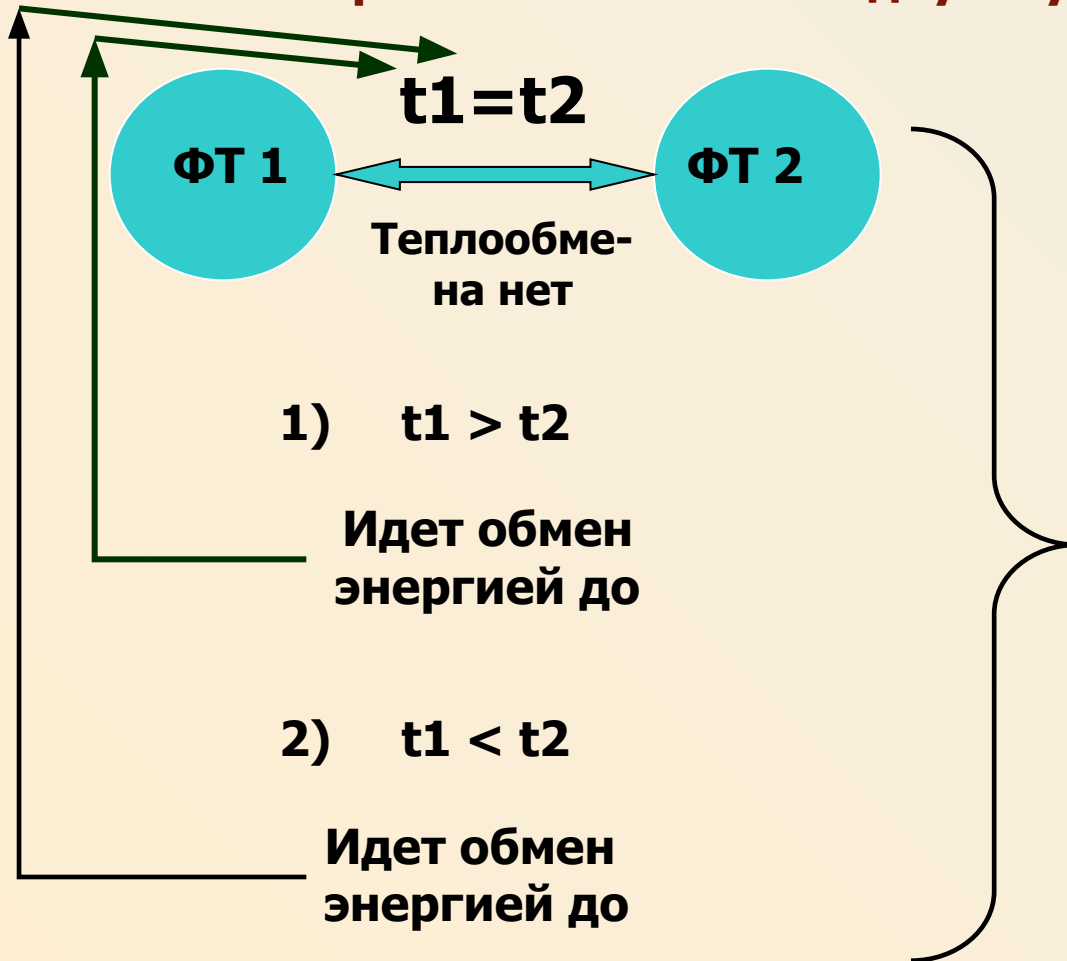 t1=t2
ФТ 1
ФТ 2
Теплообме-
на нет
1) t1 > t2
Идет обмен
энергией до
2) t1 < t2
Идет обмен
энергией до